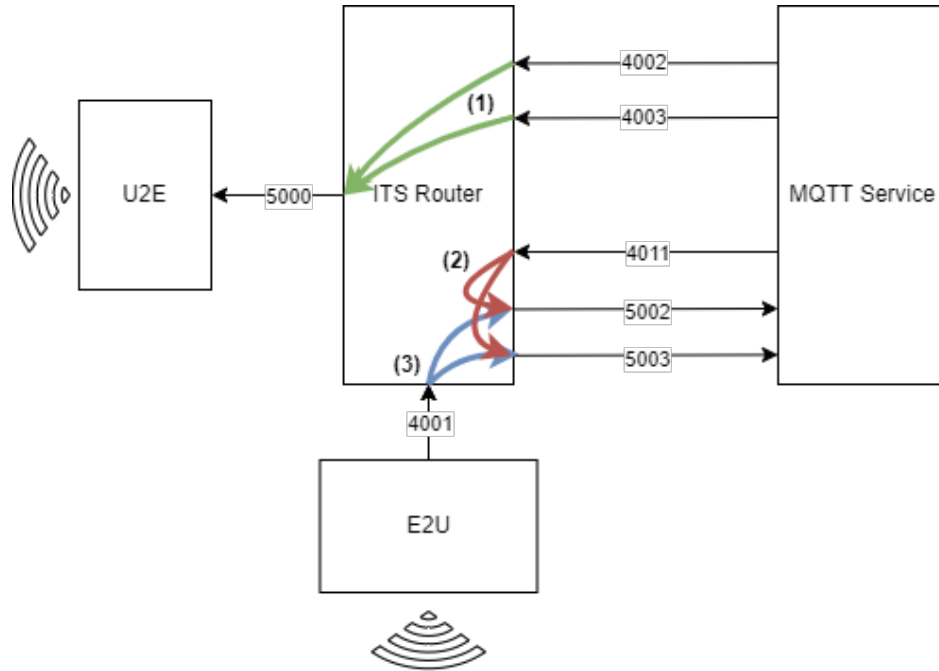 4002
(1)
4003
U2E
5000
ITS Router
MQTT Service
(2)
4011
5002
(3)
5003
4001
E2U